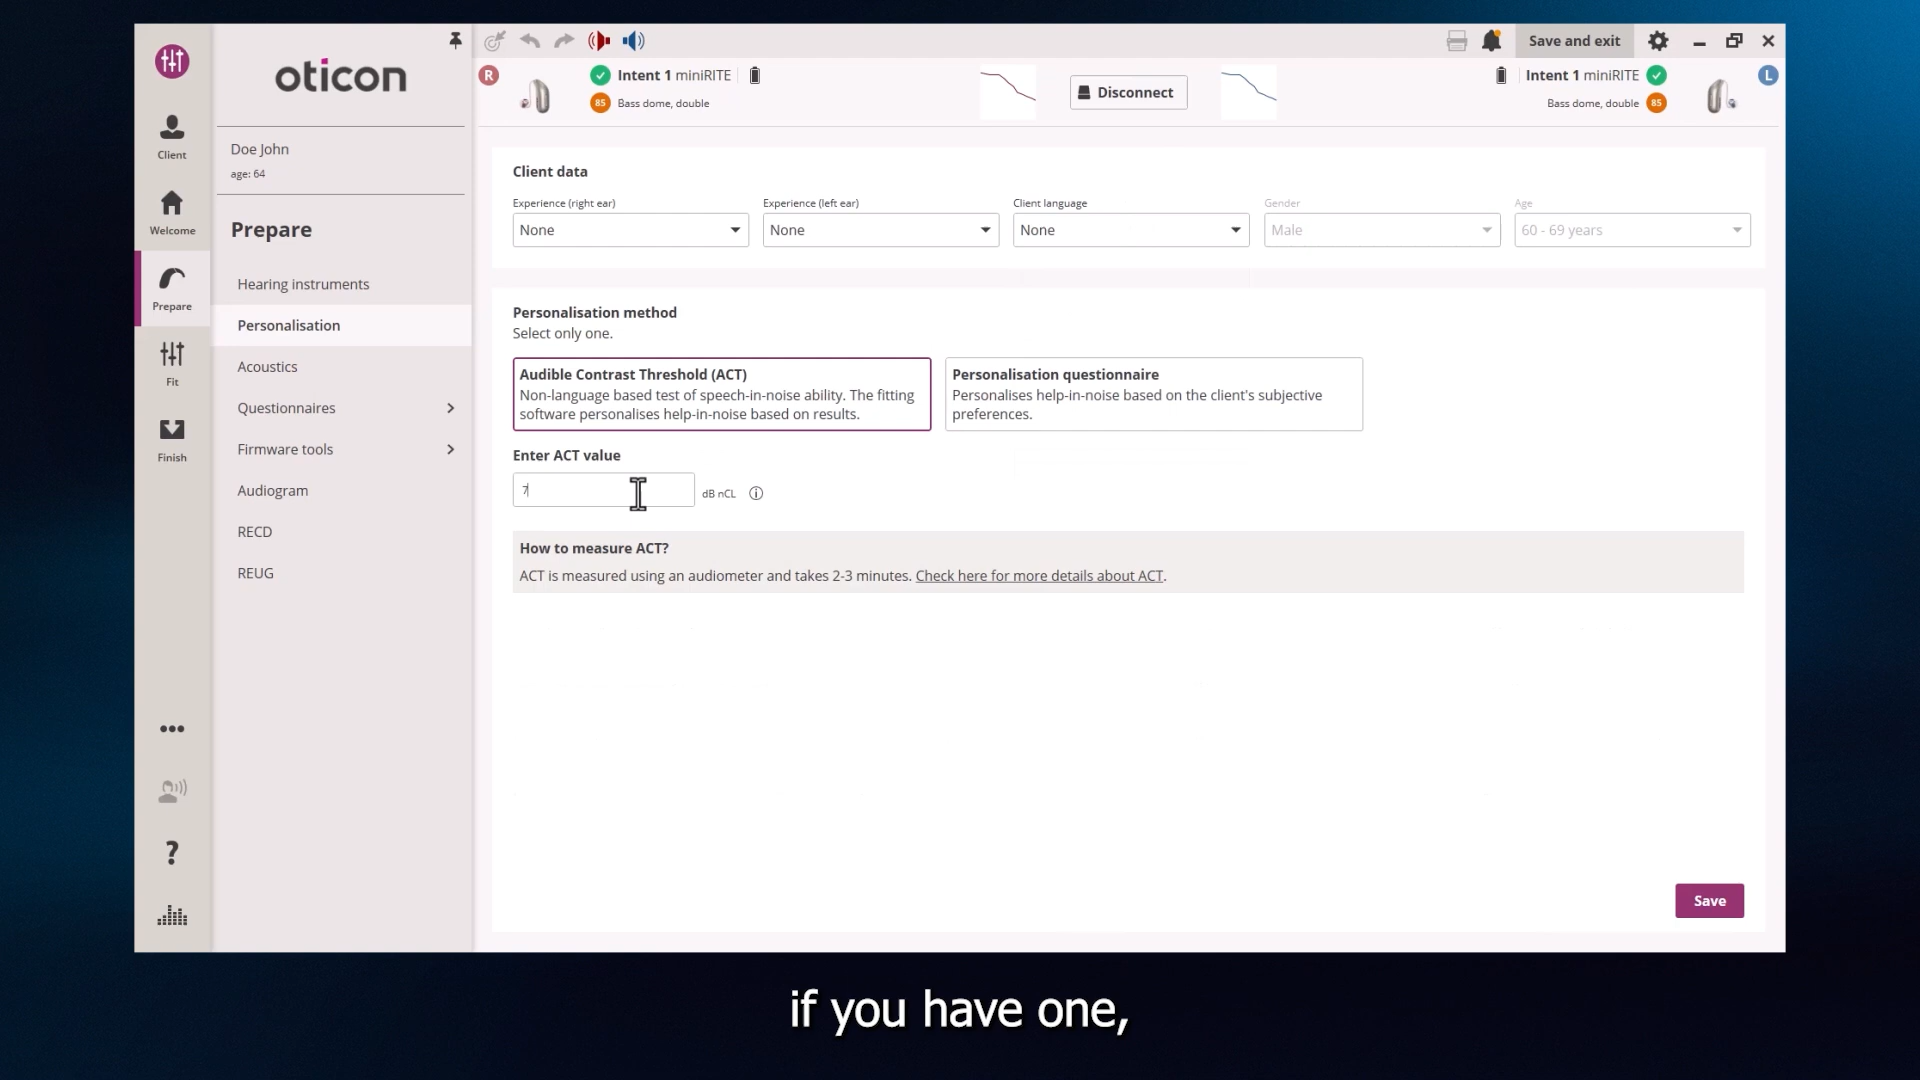 Save and exit
R
Intent 1 miniRITE
85 Bass dome, double
Disconnect
Intent 1 miniRITE
Bass dome, double 85
L
oticon
Doe John
age: 64
Client
Welcome
Prepare
Fit
Finish
?
Prepare
Hearing instruments
Personalisation
Acoustics
Questionnaires
Firmware tools
Audiogram
RECD
REUG
Client data
Experience (right ear)
None
Experience (left ear)
None
Client language
None
Gender
Male
Age
60 - 69 years
Personalisation method
Select only one.
Audible Contrast Threshold (ACT)
Non-language based test of speech-in-noise ability. The fitting
software personalises help-in-noise based on results.
Personalisation questionnaire
Personalises help-in-noise based on the client's subjective
preferences.
Enter ACT value
7
dB nCL
How to measure ACT?
ACT is measured using an audiometer and takes 2-3 minutes. Check here for more details about ACT.
Save
if you have one,